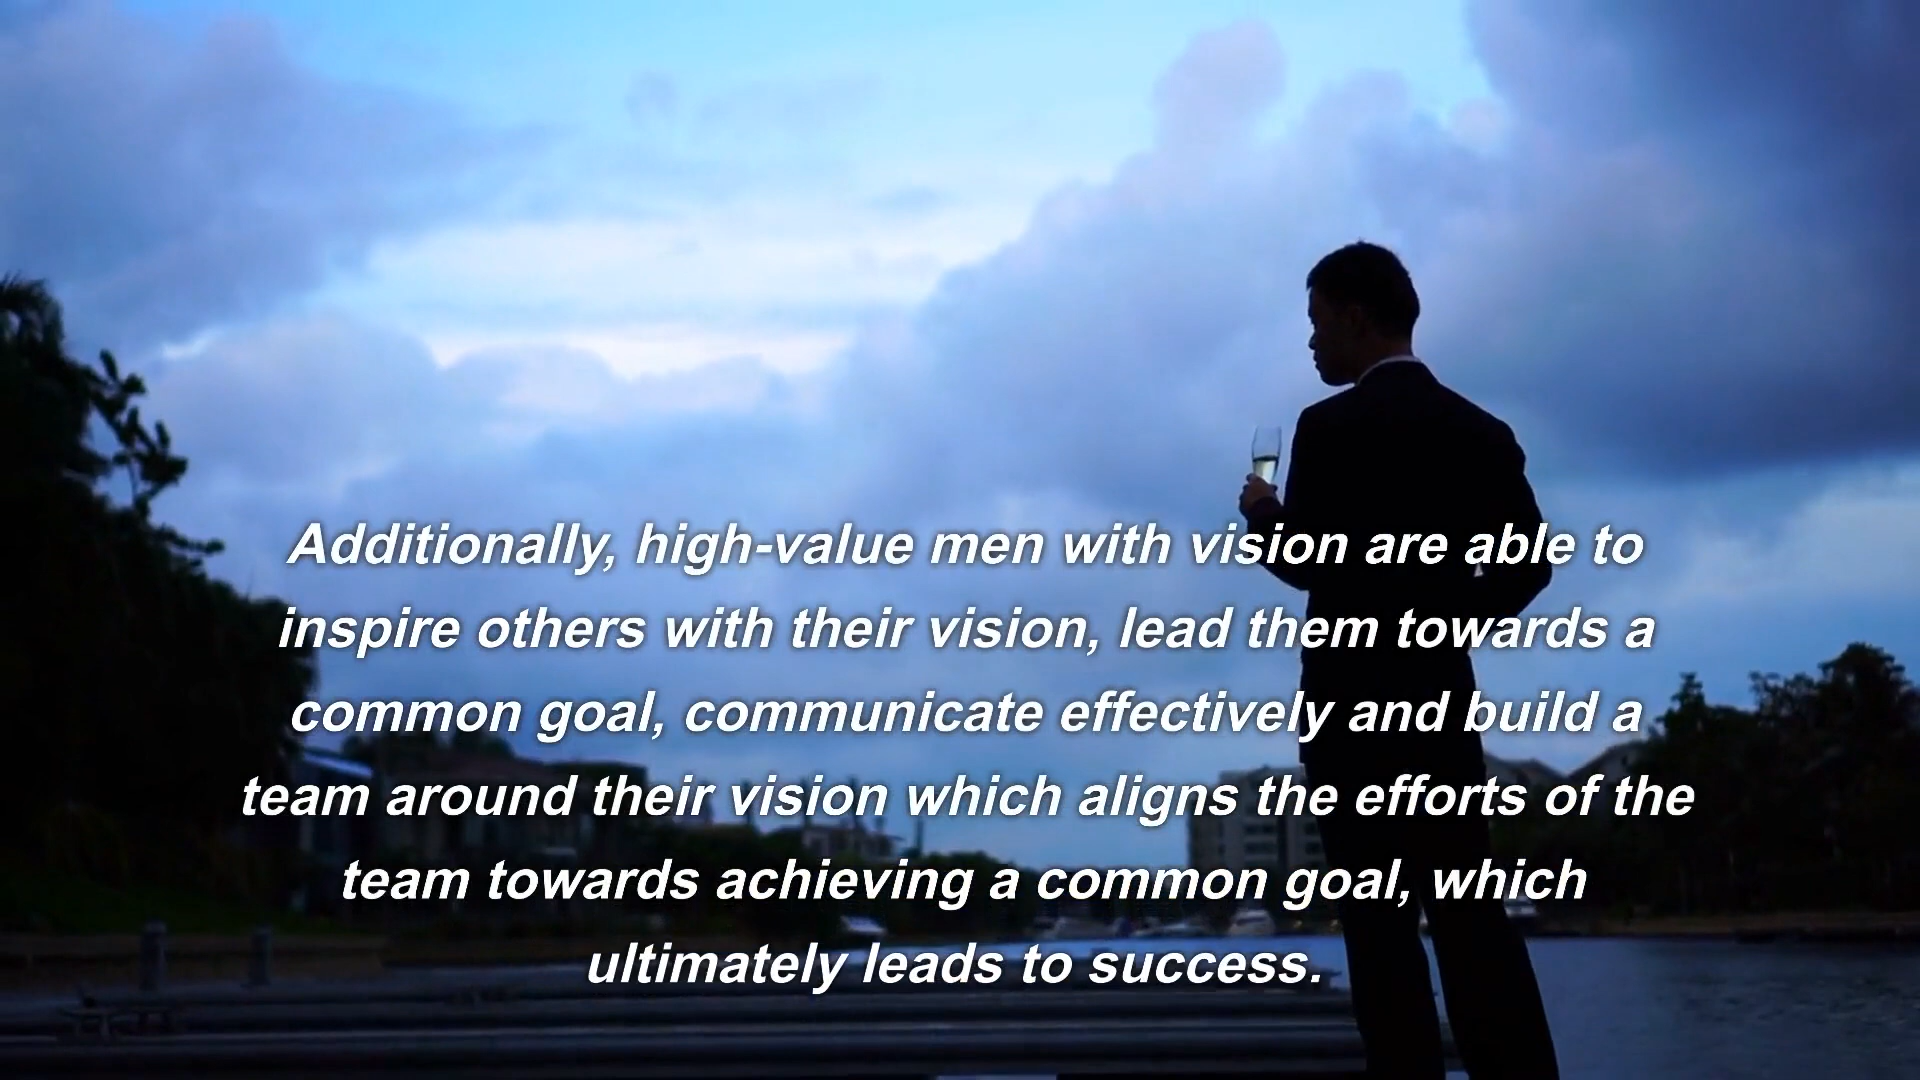 Additionally, high-value men with vision are able to
inspire others with their vision, lead them towards a
common goal, communicate effectively and build a
team around their vision which aligns the efforts of the
team towards achieving a common goal, which
ultimately leads to success.